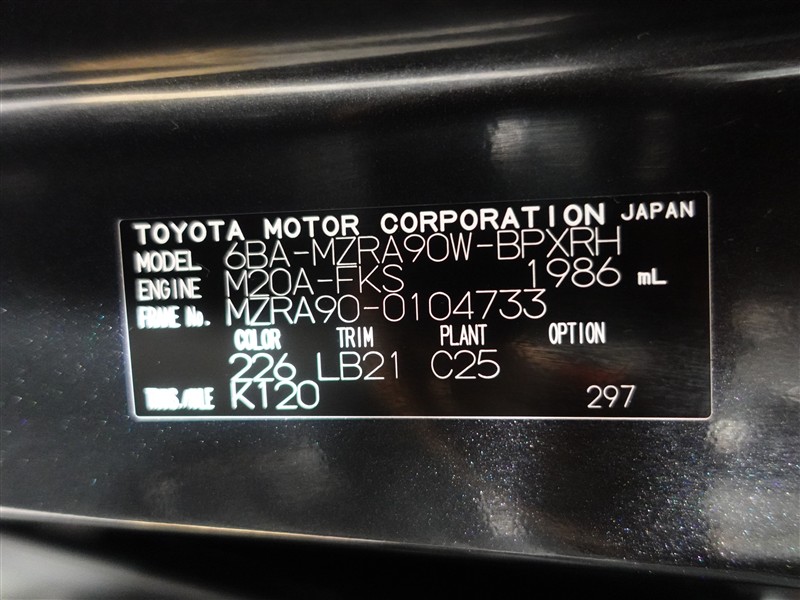 TOYOTA MOTOR CORPORATION JAPAN
MODEL 6BA-MZRA90W-BPXRH
ENGINE M20A-FKS 1986 mL
FRAME No. MZRA90-0104733
COLOR TRIM PLANT OPTION
226 LB21 C25
TRANS./AXLE K120 297